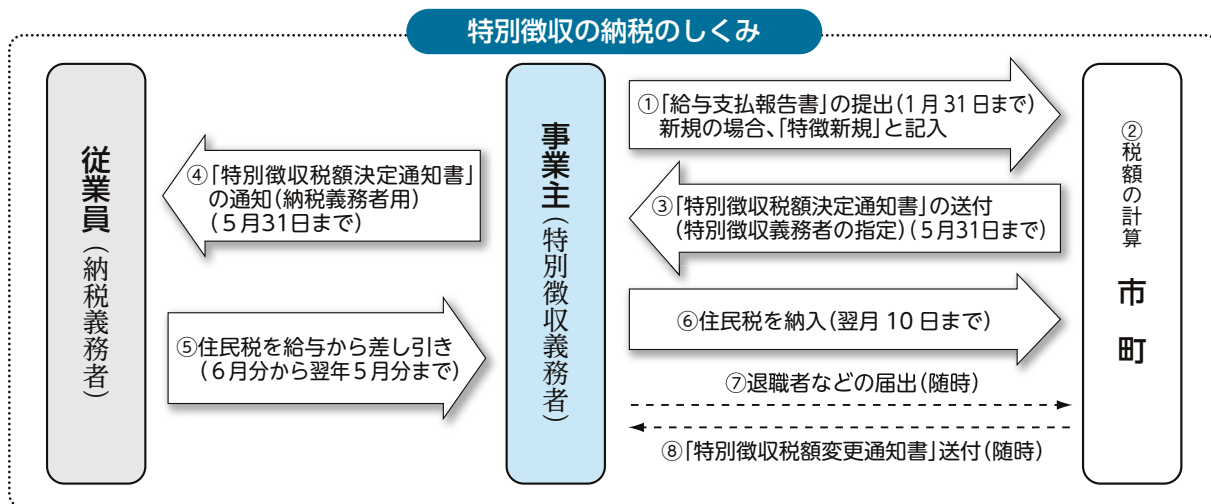 特別徴収の納税のしくみ
従業員(納税義務者)
事業主(特別徴収義務者)
①「給与支払報告書」の提出(1月31日まで)
新規の場合、「特徴新規」と記入
②税額の計算
市町
③「特別徴収税額決定通知書」の送付
(特別徴収義務者の指定)(5月31日まで)
④「特別徴収税額決定通知書」
の通知(納税義務者用)
(5月31日まで)
⑤住民税を給与から差し引き
(6月分から翌年5月分まで)
⑥住民税を納入(翌月10日まで)
⑦退職者などの届出(随時)
⑧「特別徴収税額変更通知書」送付(随時)